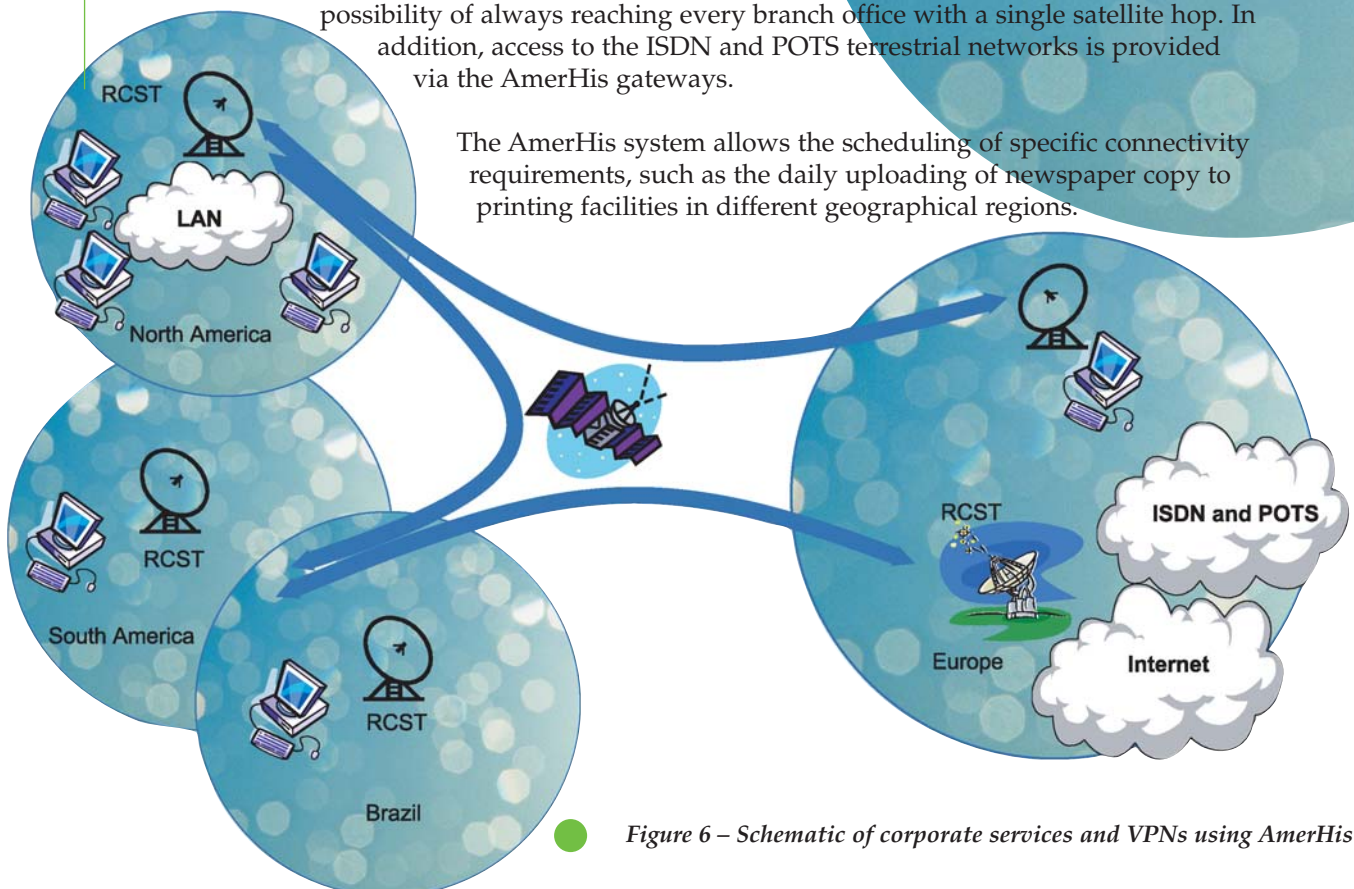 possibility of always reaching every branch office with a single satellite hop. In
addition, access to the ISDN and POTS terrestrial networks is provided
via the AmerHis gateways.
The AmerHis system allows the scheduling of specific connectivity
requirements, such as the daily uploading of newspaper copy to
printing facilities in different geographical regions.
RCST
LAN
North America
RCST
South America
RCST
Brazil
RCST
Europe
ISDN and POTS
Internet
Figure 6 – Schematic of corporate services and VPNs using AmerHis